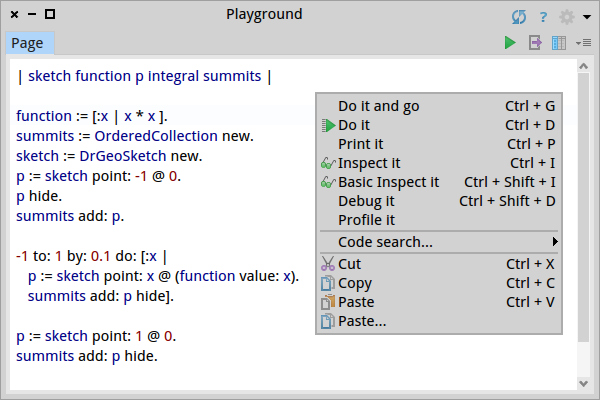 Playground
?
Page
| sketch function p integral summits |
function := [:x | x * x ].
summits := OrderedCollection new.
sketch := DrGeoSketch new.
p := sketch point: -1 @ 0.
p hide.
summits add: p.
-1 to: 1 by: 0.1 do: [:x |
p := sketch point: x @ (function value: x).
summits add: p hide].
p := sketch point: 1 @ 0.
summits add: p hide.
Do it and go Ctrl + G
Do it Ctrl + D
Print it Ctrl + P
Inspect it Ctrl + I
Basic Inspect it Ctrl + Shift + I
Debug it Ctrl + Shift + D
Profile it
Code search...
Cut Ctrl + X
Copy Ctrl + C
Paste Ctrl + V
Paste...